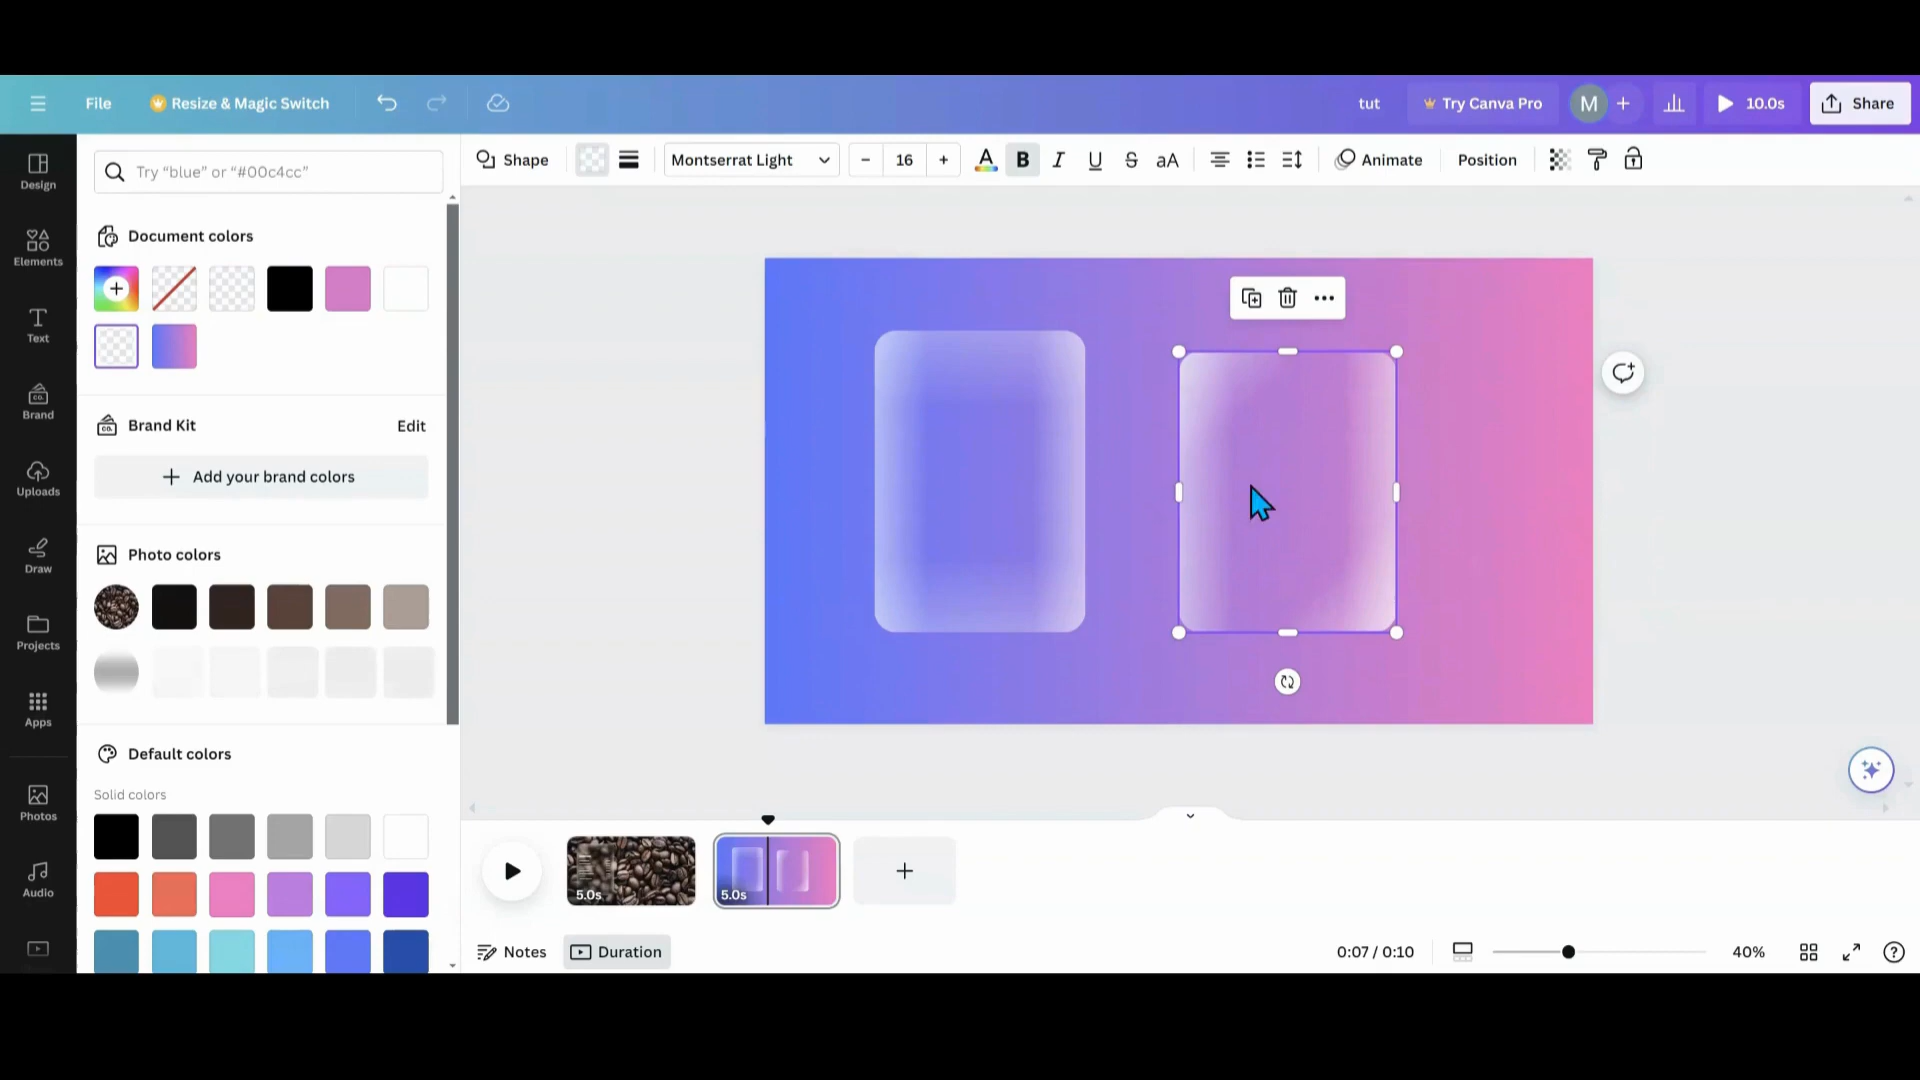 File
Resize & Magic Switch
tut
Try Canva Pro
M
10.0s
Share
Design
Elements
Text
Brand
Uploads
Draw
Projects
Apps
Photos
Audio
Try “blue” or “#00c4cc”
Document colors
Brand Kit
Edit
Add your brand colors
Photo colors
Default colors
Solid colors
Shape
Montserrat Light
16
A
B
I
U
S
aA
Animate
Position
5.0s
5.0s
Notes
Duration
0:07 / 0:10
40%